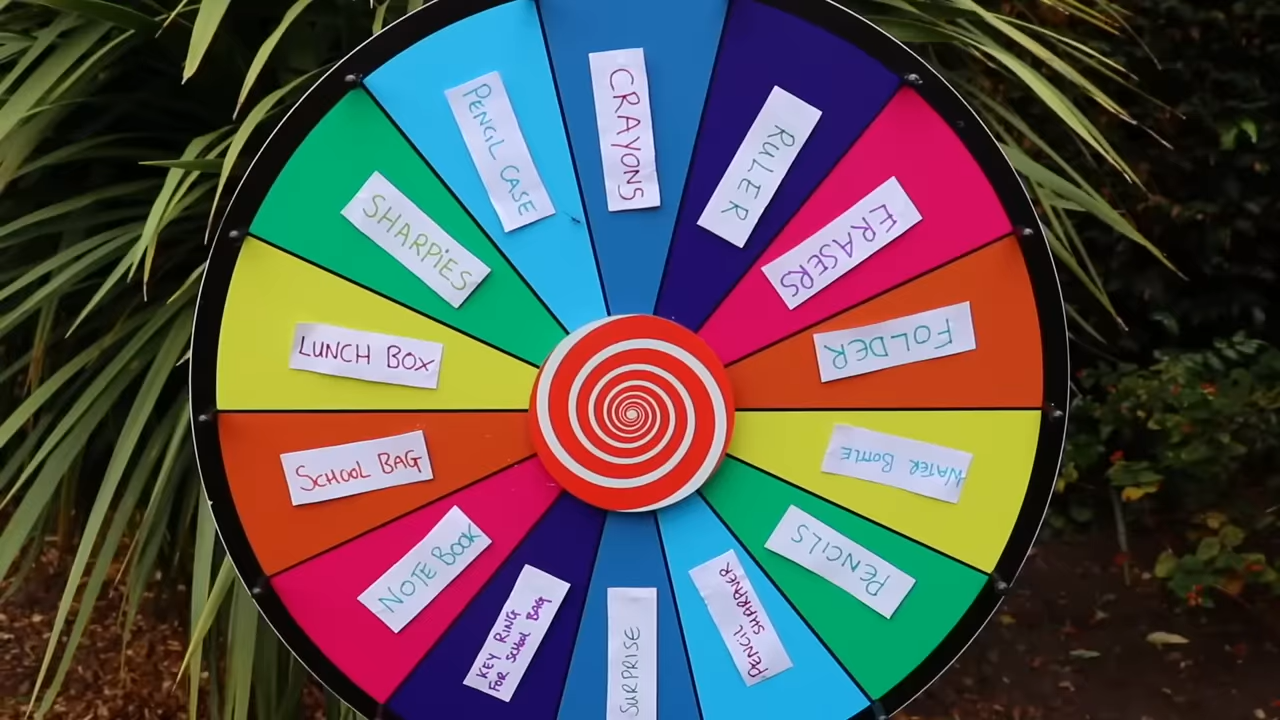 CRAYONS
RULER
ERASERS
FOLDER
WATER BOTTLE
PENCILS
PENCIL SHARPNER
SURPRISE
KEY RING
FOR SCHOOL BAG
NOTE BOOK
SCHOOL BAG
LUNCH BOX
SHARPiES
PENCIL CASE